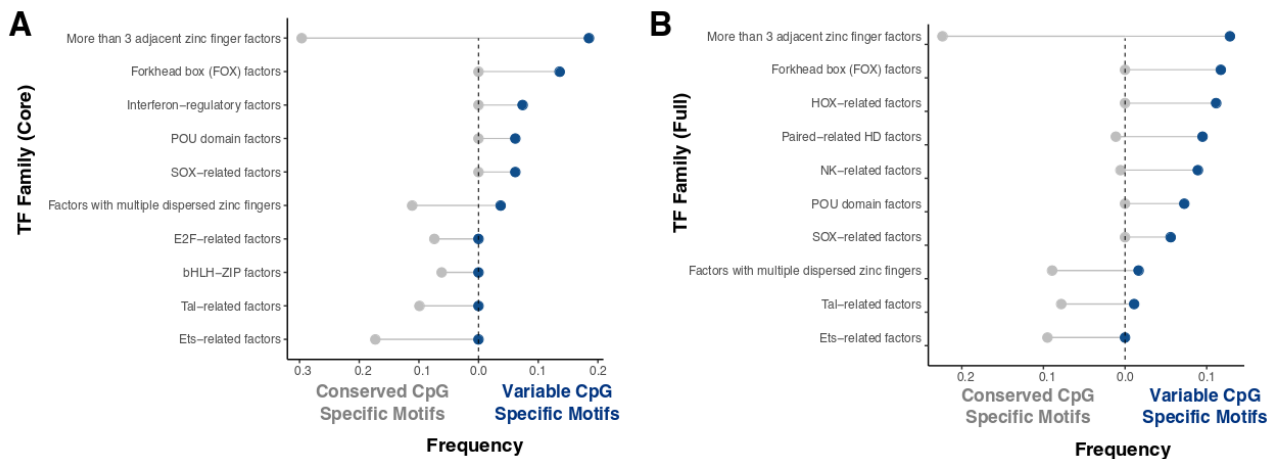 A
TF Family (Core)
More than 3 adjacent zinc finger factors
Forkhead box (FOX) factors
Interferon−regulatory factors
POU domain factors
SOX−related factors
Factors with multiple dispersed zinc fingers
E2F−related factors
bHLH−ZIP factors
Tal−related factors
Ets−related factors
0.3 0.2 0.1 0.0 0.1 0.2
Conserved CpG
Specific Motifs
Variable CpG
Specific Motifs
Frequency
B
TF Family (Full)
More than 3 adjacent zinc finger factors
Forkhead box (FOX) factors
HOX−related factors
Paired−related HD factors
NK−related factors
POU domain factors
SOX−related factors
Factors with multiple dispersed zinc fingers
Tal−related factors
Ets−related factors
0.2 0.1 0.0 0.1
Conserved CpG
Specific Motifs
Variable CpG
Specific Motifs
Frequency